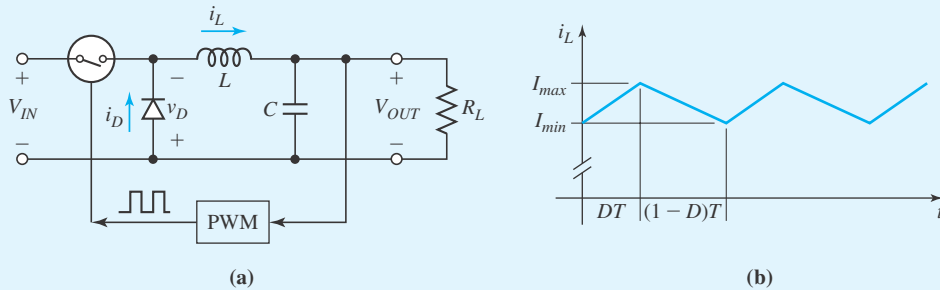 i_L
+
L
+
V_IN
i_D
−
v_D
+
C
V_OUT
R_L
−
−
PWM
(a)
i_L
I_max
I_min
DT
(1 − D)T
t
(b)